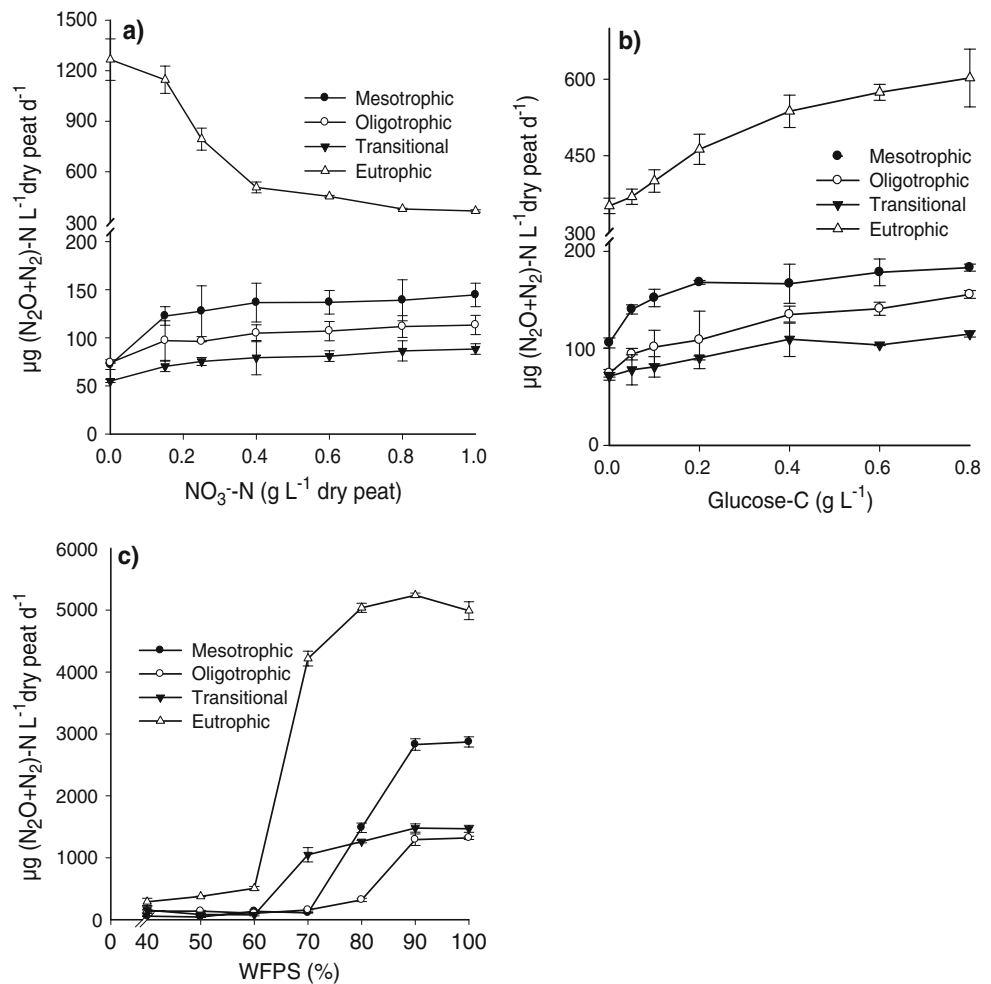 a)
µg (N₂O+N₂)-N L⁻¹dry peat d⁻¹
1500
1200
900
600
300
200
150
100
50
0
Mesotrophic
Oligotrophic
Transitional
Eutrophic
0.0 0.2 0.4 0.6 0.8 1.0
NO₃⁻-N (g L⁻¹ dry peat)
b)
µg (N₂O+N₂)-N L⁻¹dry peat d⁻¹)
600
450
300
200
100
0
Mesotrophic
Oligotrophic
Transitional
Eutrophic
0.0 0.2 0.4 0.6 0.8
Glucose-C (g L⁻¹)
c)
µg (N₂O+N₂)-N L⁻¹dry peat d⁻¹
6000
5000
4000
3000
2000
1000
0
Mesotrophic
Oligotrophic
Transitional
Eutrophic
0 40 50 60 70 80 90 100
WFPS (%)